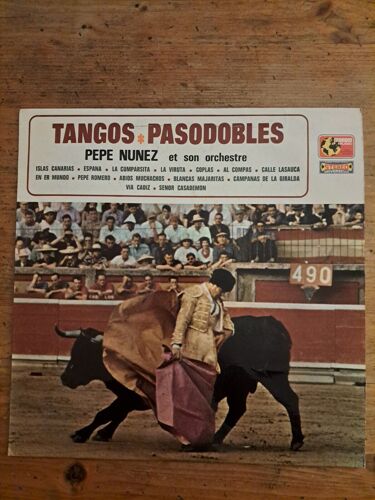 TANGOS * PASODOBLES
PEPE NUNEZ et son orchestre
ISLAS CANARIAS • ESPANA • LA COMPARSITA • LA VIRUTA • COPLAS • AL COMPAS • CALLE LASAUCA
EN ER MUNDO • PEPE ROMERO • ADIOS MUCHACHOS • BLANCAS MAJARITAS • CAMPANAS DE LA GIRALDA
VIA CADIZ • SENOR CASADEMON
STEREO
490